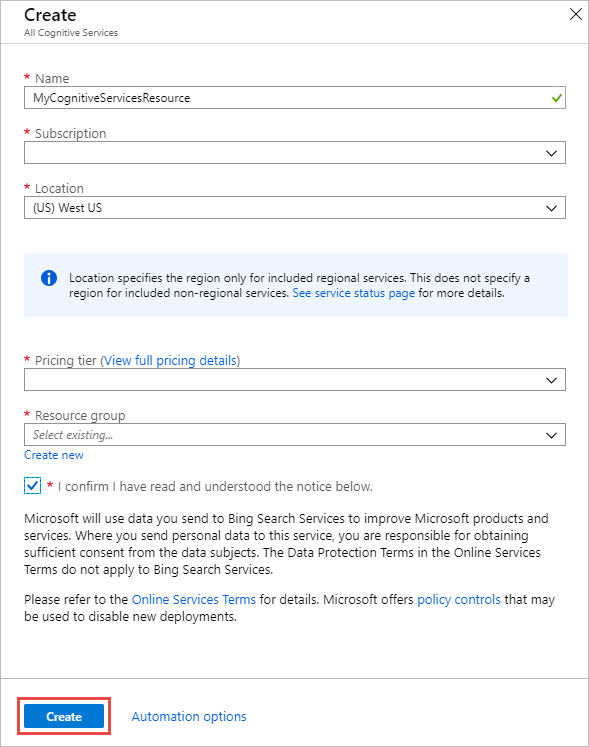 Create
All Cognitive Services
* Name
MyCognitiveServicesResource
* Subscription
* Location
(US) West US
Location specifies the region only for included regional services. This does not specify a
region for included non-regional services. See service status page for more details.
* Pricing tier (View full pricing details)
* Resource group
Select existing...
Create new
* I confirm I have read and understood the notice below.
Microsoft will use data you send to Bing Search Services to improve Microsoft products and
services. Where you send personal data to this service, you are responsible for obtaining
sufficient consent from the data subjects. The Data Protection Terms in the Online Services
Terms do not apply to Bing Search Services.
Please refer to the Online Services Terms for details. Microsoft offers policy controls that may
be used to disable new deployments.
Create
Automation options